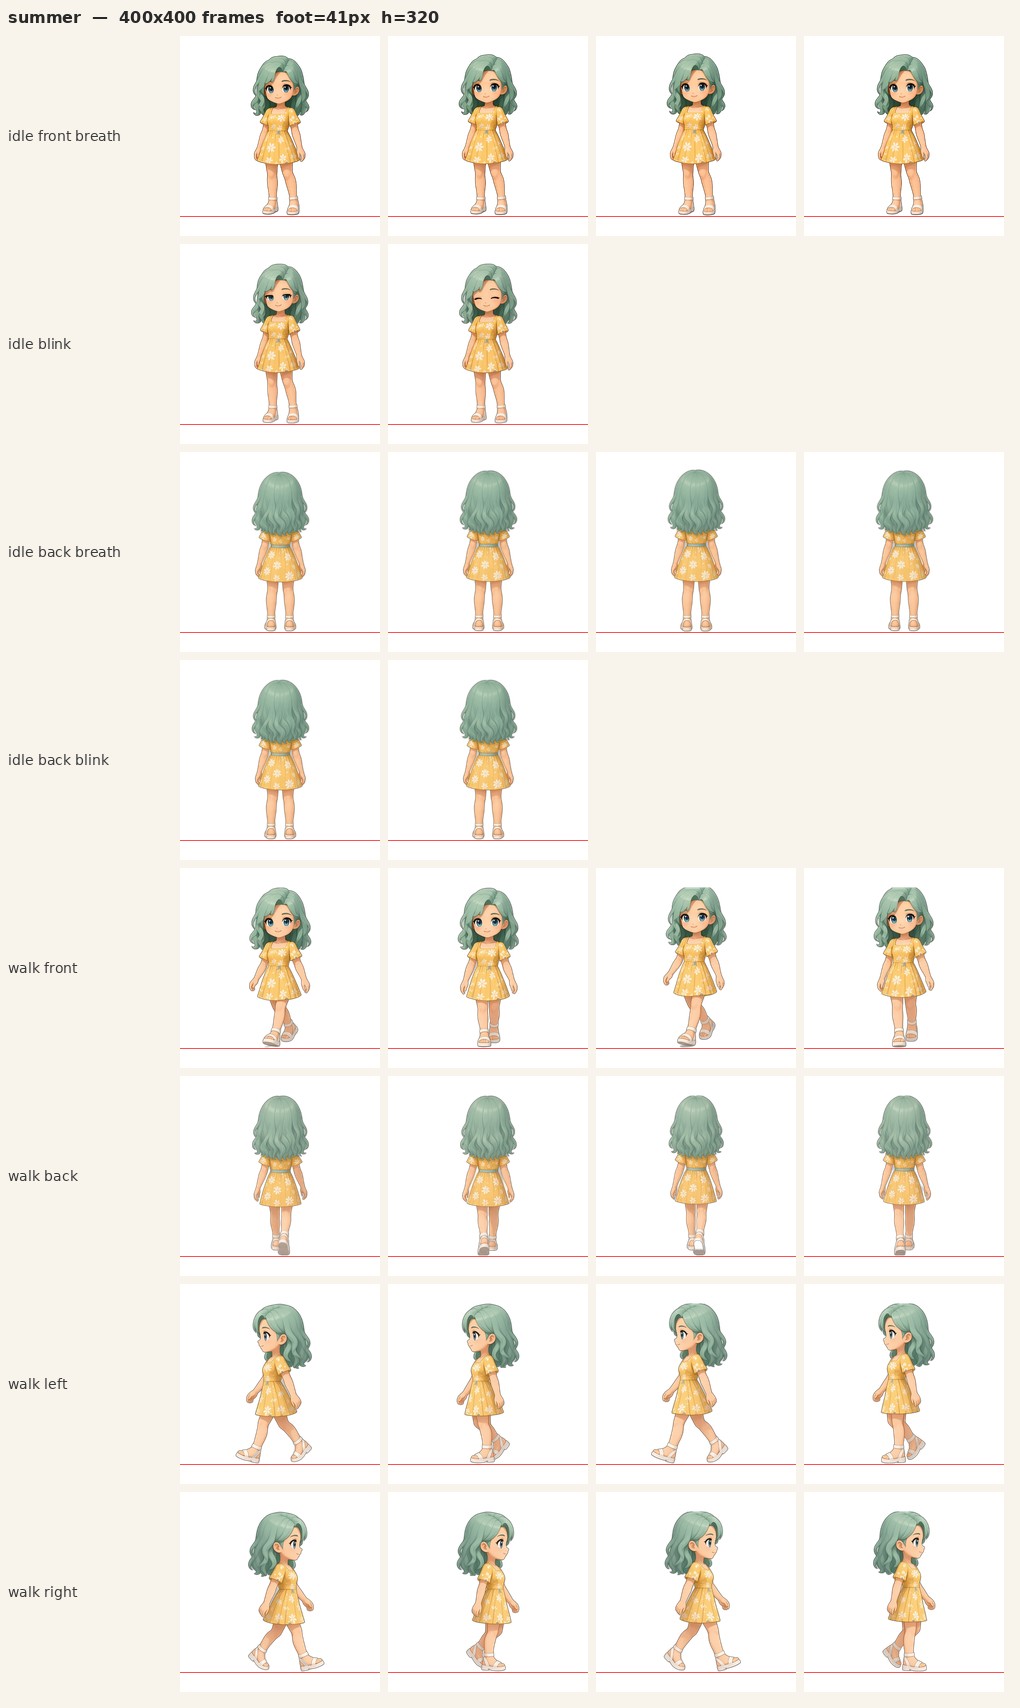 summer — 400x400 frames foot=41px h=320
idle front breath
idle blink
idle back breath
idle back blink
walk front
walk back
walk left
walk right